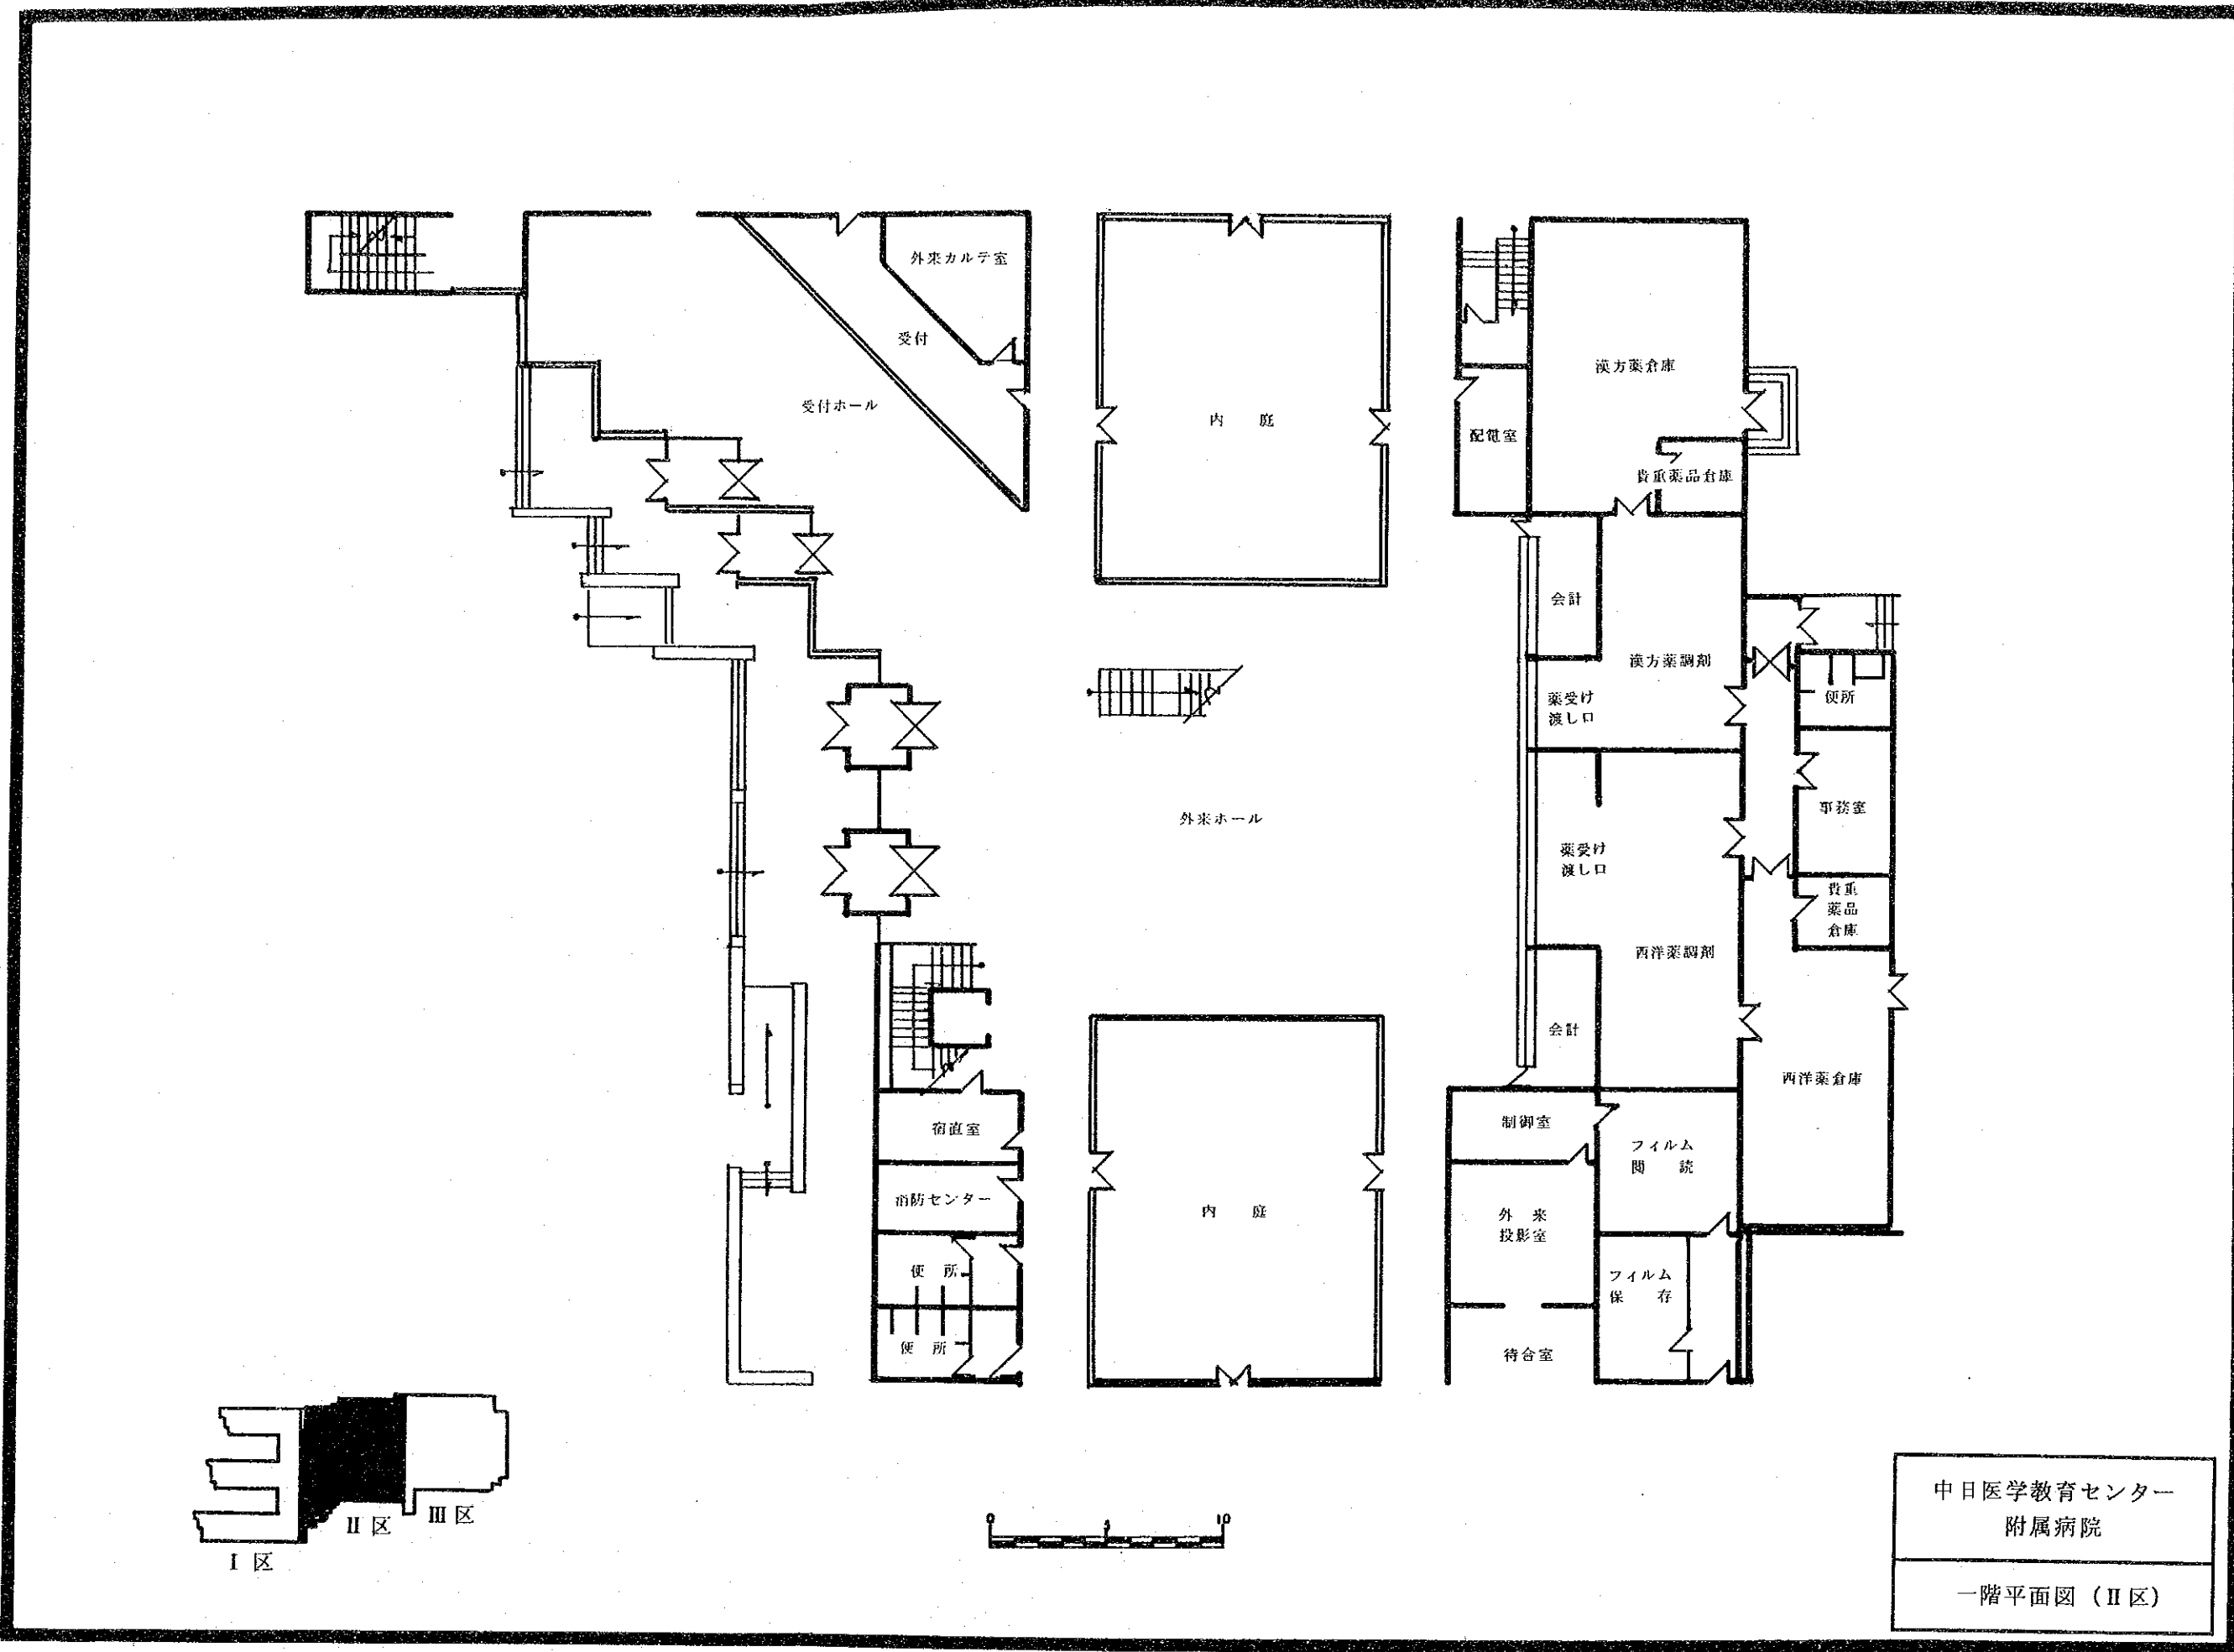 外来カルテ室
受付
受付ホール
内　庭
漢方薬倉庫
配電室
貴重薬品倉庫
会計
漢方薬調剤
薬受け
渡し口
便所
事務室
外来ホール
薬受け
渡し口
貴重
薬品
倉庫
西洋薬調剤
会計
西洋薬倉庫
宿直室
制御室
フィルム
閲　読
消防センター
内　庭
外　来
投影室
便　所
フィルム
保　存
便　所
待合室
I 区
II 区
III 区
0 5 10
中日医学教育センター
附属病院
一階平面図（II 区）